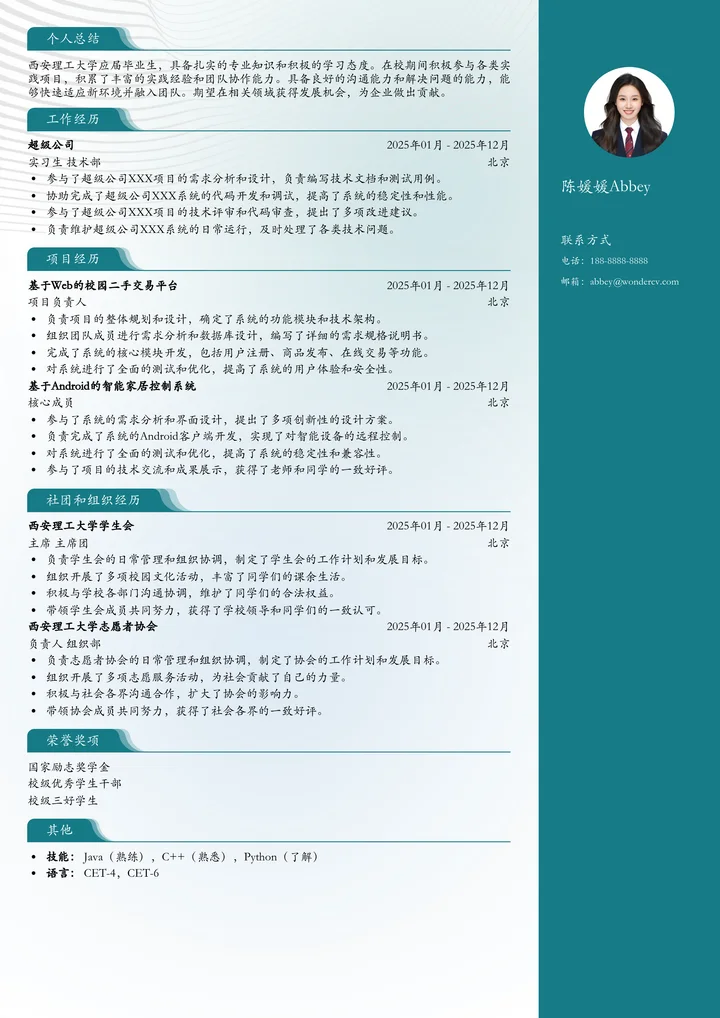 个人总结
西安理工大学应届毕业生，具备扎实的专业知识和积极的学习态度。在校期间积极参与各类实
践项目，积累了丰富的实践经验和团队协作能力。具备良好的沟通能力和解决问题的能力，能
够快速适应新环境并融入团队。期望在相关领域获得发展机会，为企业做出贡献。
工作经历
超级公司 2025年01月 - 2025年12月
实习生 技术部 北京
• 参与了超级公司XXX项目的需求分析和设计，负责编写技术文档和测试用例。
• 协助完成了超级公司XXX系统的代码开发和调试，提高了系统的稳定性和性能。
• 参与了超级公司XXX项目的技术评审和代码审查，提出了多项改进建议。
• 负责维护超级公司XXX系统的日常运行，及时处理了各类技术问题。
项目经历
基于Web的校园二手交易平台 2025年01月 - 2025年12月
项目负责人 北京
• 负责项目的整体规划和设计，确定了系统的功能模块和技术架构。
• 组织团队成员进行需求分析和数据库设计，编写了详细的需求规格说明书。
• 完成了系统的核心模块开发，包括用户注册、商品发布、在线交易等功能。
• 对系统进行了全面的测试和优化，提高了系统的用户体验和安全性。
基于Android的智能家居控制系统 2025年01月 - 2025年12月
核心成员 北京
• 参与了系统的需求分析和界面设计，提出了多项创新性的设计方案。
• 负责完成了系统的Android客户端开发，实现了对智能设备的远程控制。
• 对系统进行了全面的测试和优化，提高了系统的稳定性和兼容性。
• 参与了项目的技术交流和成果展示，获得了老师和同学的一致好评。
社团和组织经历
西安理工大学学生会 2025年01月 - 2025年12月
主席 主席团 北京
• 负责学生会的日常管理和组织协调，制定了学生会的工作计划和发展目标。
• 组织开展了多项校园文化活动，丰富了同学们的课余生活。
• 积极与学校各部门沟通协调，维护了同学们的合法权益。
• 带领学生会成员共同努力，获得了学校领导和同学们的一致认可。
西安理工大学志愿者协会 2025年01月 - 2025年12月
负责人 组织部 北京
• 负责志愿者协会的日常管理和组织协调，制定了协会的工作计划和发展目标。
• 组织开展了多项志愿服务活动，为社会贡献了自己的力量。
• 积极与社会各界沟通合作，扩大了协会的影响力。
• 带领协会成员共同努力，获得了社会各界的一致好评。
荣誉奖项
国家励志奖学金
校级优秀学生干部
校级三好学生
其他
• 技能： Java（熟练），C++（熟悉），Python（了解）
• 语言： CET-4，CET-6
陈媛媛Abbey
联系方式
电话：188-8888-8888
邮箱：abbey@wondercv.com